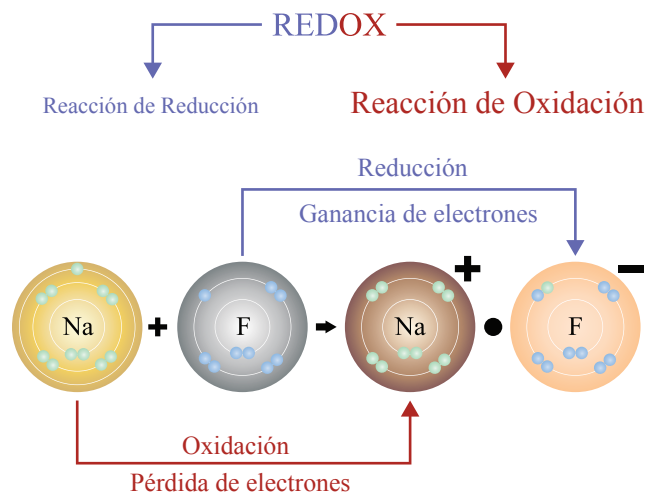 REDOX
Reacción de Reducción
Reacción de Oxidación
Reducción
Ganancia de electrones
+
−
Na
+
F
Na
F
Oxidación
Pérdida de electrones